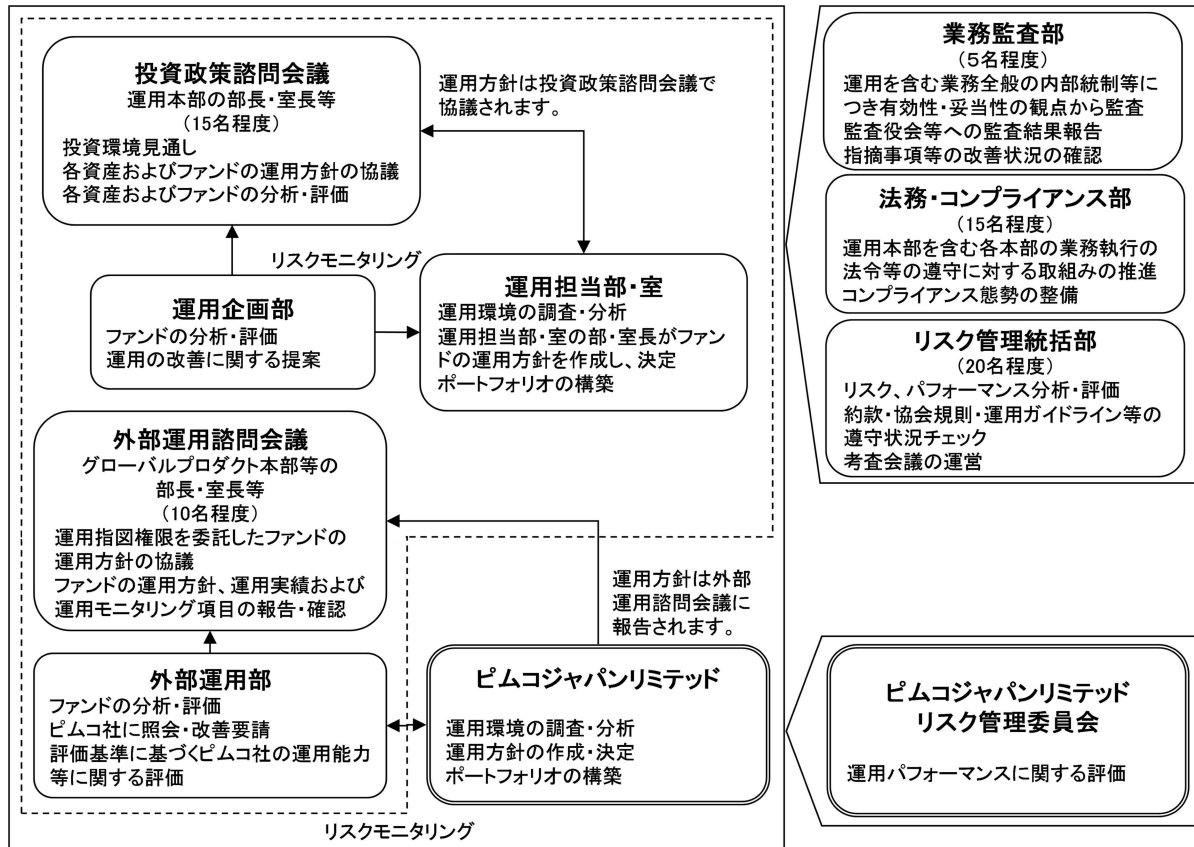 投資政策諮問会議
運用本部の部長・室長等
(15名程度)
投資環境見通し
各資産およびファンドの運用方針の協議
各資産およびファンドの分析・評価
運用方針は投資政策諮問会議で
協議されます。
リスクモニタリング
運用企画部
ファンドの分析・評価
運用の改善に関する提案
運用担当部・室
運用環境の調査・分析
運用担当部・室の部・室長がファン
ドの運用方針を作成し、決定
ポートフォリオの構築
外部運用諮問会議
グローバルプロダクト本部等の
部長・室長等
(10名程度)
運用指図権限を委託したファンドの
運用方針の協議
ファンドの運用方針、運用実績および
運用モニタリング項目の報告・確認
運用方針は外部
運用諮問会議に
報告されます。
外部運用部
ファンドの分析・評価
ピムコ社に照会・改善要請
評価基準に基づくピムコ社の運用能力
等に関する評価
ピムコジャパンリミテッド
運用環境の調査・分析
運用方針の作成・決定
ポートフォリオの構築
リスクモニタリング
業務監査部
(5名程度)
運用を含む業務全般の内部統制等に
つき有効性・妥当性の観点から監査
監査役会等への監査結果報告
指摘事項等の改善状況の確認
法務・コンプライアンス部
(15名程度)
運用本部を含む各本部の業務執行の
法令等の遵守に対する取組みの推進
コンプライアンス態勢の整備
リスク管理統括部
(20名程度)
リスク、パフォーマンス分析・評価
約款・協会規則・運用ガイドライン等の
遵守状況チェック
考査会議の運営
ピムコジャパンリミテッド
リスク管理委員会
運用パフォーマンスに関する評価